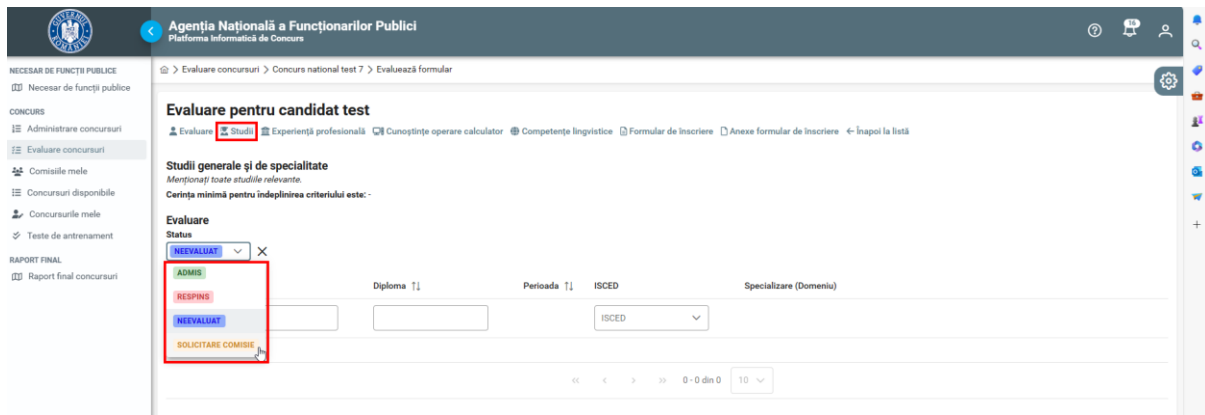 GUVERNUL ROMÂNIEI
Agenția Națională a Funcționarilor Publici
Platforma Informatică de Concurs
16
NECESAR DE FUNCȚII PUBLICE
Necesar de funcții publice
CONCURS
Administrare concursuri
Evaluare concursuri
Comisiile mele
Concursuri disponibile
Concursurile mele
Teste de antrenament
RAPORT FINAL
Raport final concursuri
> Evaluare concursuri > Concurs national test 7 > Evaluează formular
Evaluare pentru candidat test
Evaluare Studii Experiență profesională Cunoștințe operare calculator Competențe lingvistice Formular de înscriere Anexe formular de înscriere ← Înapoi la listă
Studii generale și de specialitate
Menționați toate studiile relevante.
Cerința minimă pentru îndeplinirea criteriului este: -
Evaluare
Status
NEEVALUAT
ADMIS
RESPINS
NEEVALUAT
SOLICITARE COMISIE
Diploma ↑↓ Perioada ↑↓ ISCED Specializare (Domeniu)
ISCED
<< < > >> 0 - 0 din 0 10